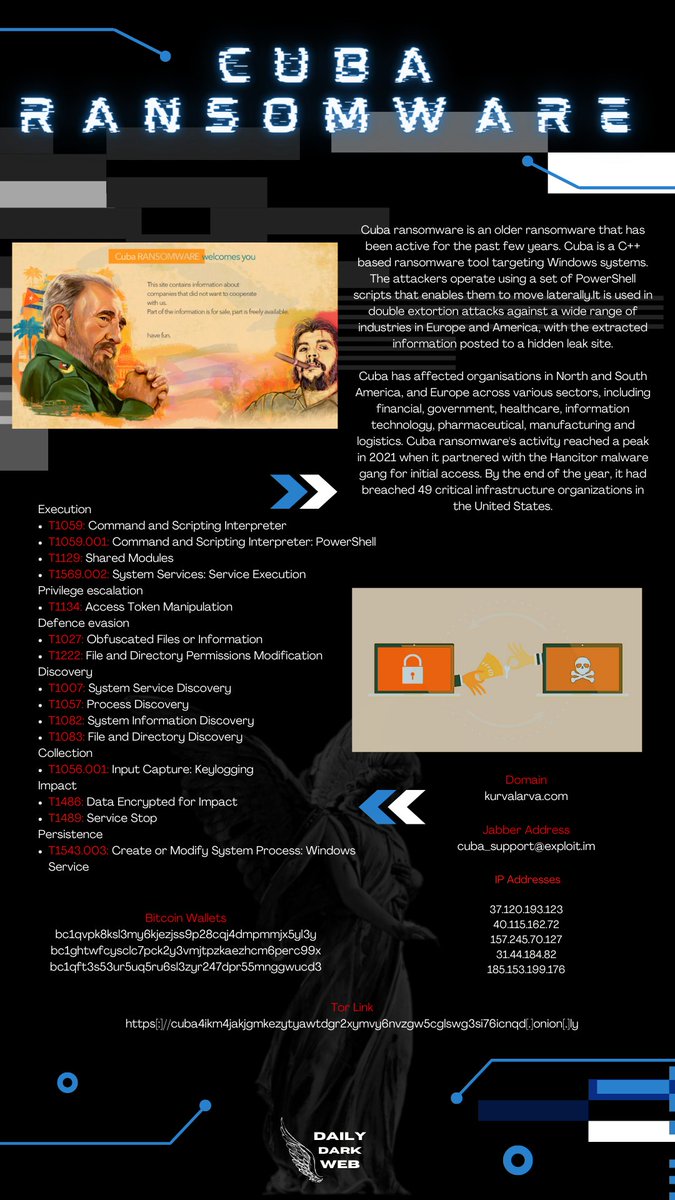 CUBA
RANSOMWARE
Cuba ransomware is an older ransomware that has
been active for the past few years. Cuba is a C++
based ransomware tool targeting Windows systems.
The attackers operate using a set of PowerShell
scripts that enables them to move laterally.It is used in
double extortion attacks against a wide range of
industries in Europe and America, with the extracted
information posted to a hidden leak site.
Cuba has affected organisations in North and South
America, and Europe across various sectors, including
financial, government, healthcare, information
technology, pharmaceutical, manufacturing and
logistics. Cuba ransomware's activity reached a peak
in 2021 when it partnered with the Hancitor malware
gang for initial access. By the end of the year, it had
breached 49 critical infrastructure organizations in
the United States.
Cuba RANSOMWARE welcomes you
This site contains information about
companies that did not want to cooperate
with us.
Part of the information is for sale, part is freely available.
have fun.
Execution
• T1059: Command and Scripting Interpreter
• T1059.001: Command and Scripting Interpreter: PowerShell
• T1129: Shared Modules
• T1569.002: System Services: Service Execution
Privilege escalation
• T1134: Access Token Manipulation
Defence evasion
• T1027: Obfuscated Files or Information
• T1222: File and Directory Permissions Modification
Discovery
• T1007: System Service Discovery
• T1057: Process Discovery
• T1082: System Information Discovery
• T1083: File and Directory Discovery
Collection
• T1056.001: Input Capture: Keylogging
Impact
• T1486: Data Encrypted for Impact
• T1489: Service Stop
Persistence
• T1543.003: Create or Modify System Process: Windows
Service
Domain
kurvalarva.com
Jabber Address
cuba_support@exploit.im
IP Addresses
37.120.193.123
40.115.162.72
157.245.70.127
31.44.184.82
185.153.199.176
Bitcoin Wallets
bc1qvpk8ksl3my6kjezjss9p28cqj4dmpmmjx5yl3y
bc1ghtwfcysclc7pck2y3vmjtpzkaezhcm6perc99x
bc1qft3s53ur5uq5ru6sl3zyr247dpr55mnggwucd3
Tor Link
https[:]//cuba4ikm4jakjgmkezytyawtdgr2xymvy6nvzgw5cglswg3si76icnqd[.]onion[.]ly
DAILY
DARK
WEB